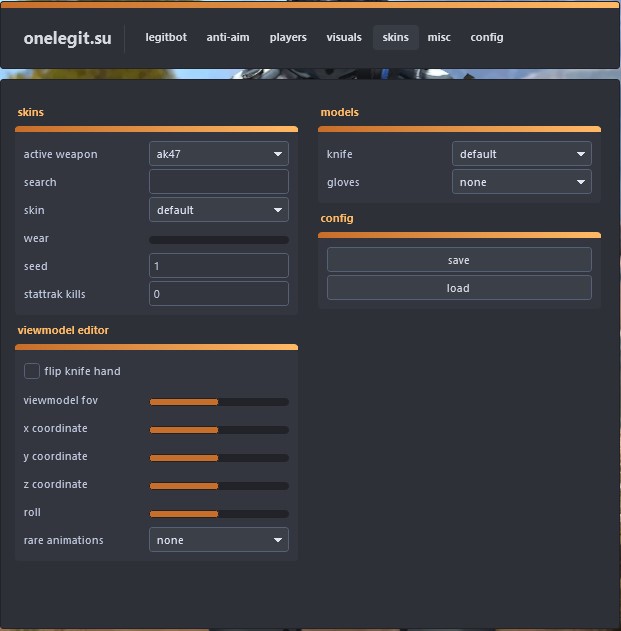 onelegit.su legitbot anti-aim players visuals skins misc config
skins
active weapon ak47
search
skin default
wear
seed 1
stattrak kills 0
viewmodel editor
flip knife hand
viewmodel fov
x coordinate
y coordinate
z coordinate
roll
rare animations none
models
knife default
gloves none
config
save
load